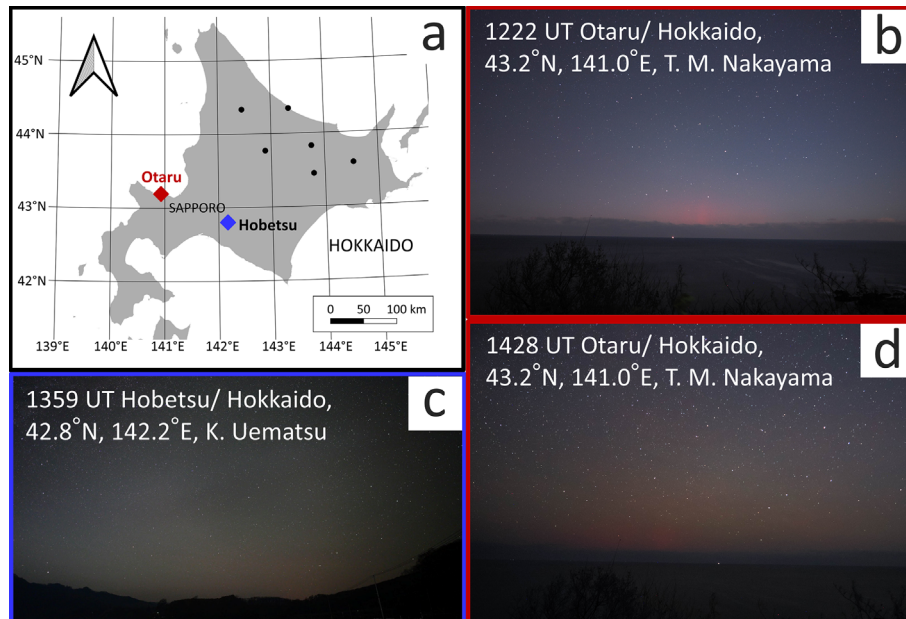 a
45°N
44°N
43°N
42°N
Otaru
SAPPORO
Hobetsu
HOKKAIDO
0 50 100 km
139°E 140°E 141°E 142°E 143°E 144°E 145°E
b
1222 UT Otaru/ Hokkaido,
43.2°N, 141.0°E, T. M. Nakayama
c
1359 UT Hobetsu/ Hokkaido,
42.8°N, 142.2°E, K. Uematsu
d
1428 UT Otaru/ Hokkaido,
43.2°N, 141.0°E, T. M. Nakayama